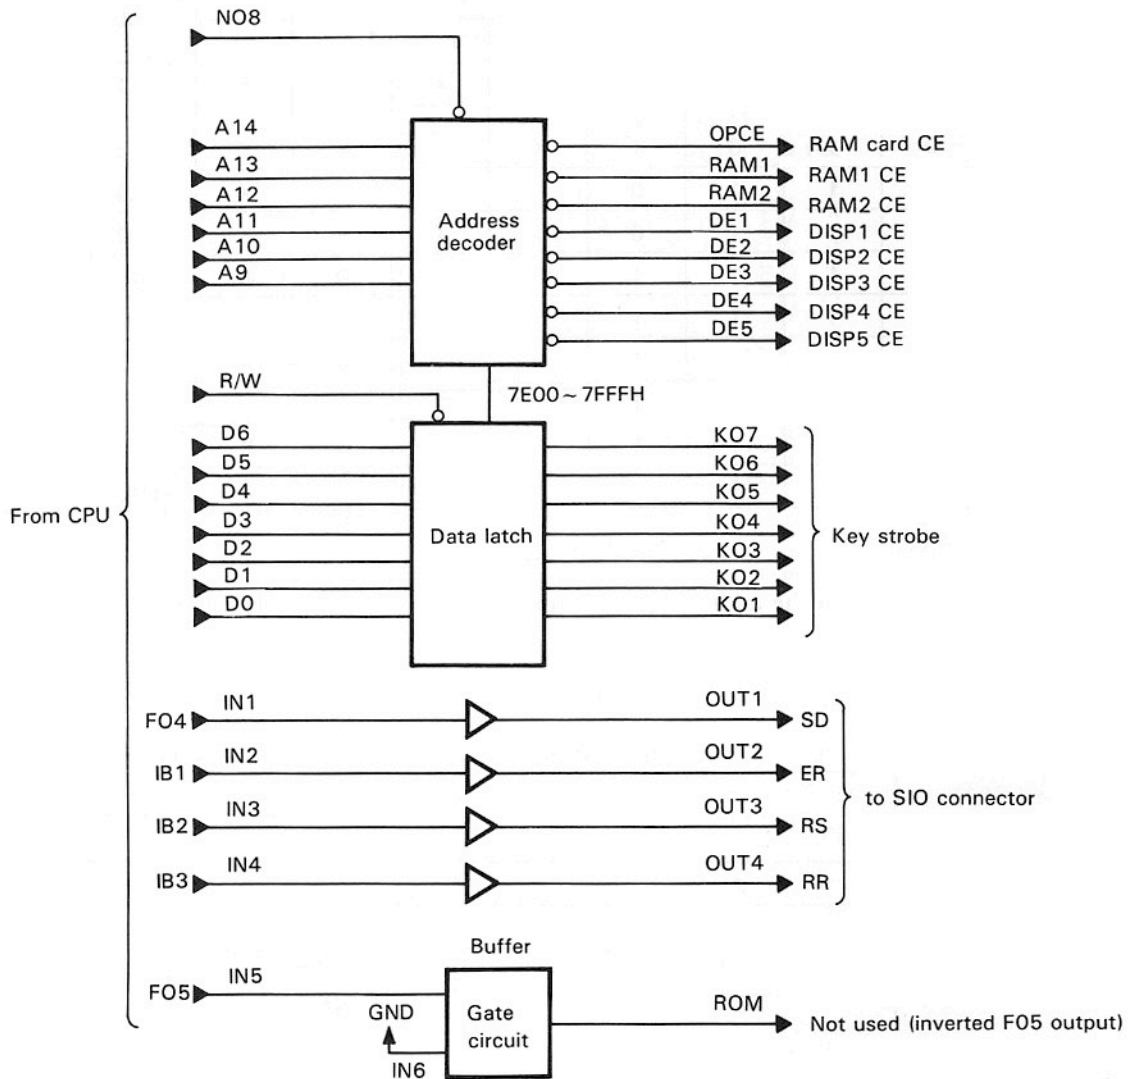 NO8
A14
OPCE
RAM card CE
A13
RAM1
RAM1 CE
A12
RAM2
RAM2 CE
A11
Address
decoder
DE1
DISP1 CE
A10
DE2
DISP2 CE
A9
DE3
DISP3 CE
DE4
DISP4 CE
DE5
DISP5 CE
R/W
7E00~7FFFH
D6
KO7
D5
KO6
D4
KO5
From CPU
D3
Data latch
KO4
Key strobe
D2
KO3
D1
KO2
D0
KO1
FO4
IN1
OUT1
SD
IB1
IN2
OUT2
ER
to SIO connector
IB2
IN3
OUT3
RS
IB3
IN4
OUT4
RR
Buffer
FO5
IN5
GND
Gate
circuit
ROM
Not used (inverted F05 output)
IN6